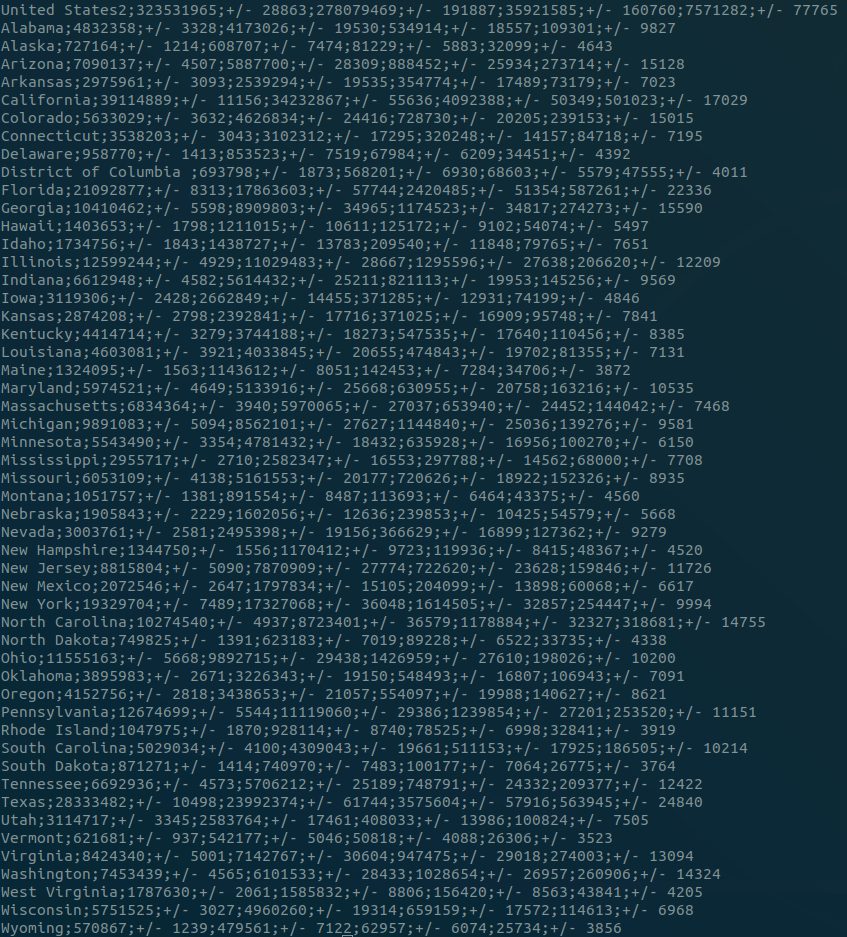 United States2;323531965;+/- 28863;278079469;+/- 191887;35921585;+/- 160760;7571282;+/- 77765
Alabama;4832358;+/- 3328;4173026;+/- 19530;534914;+/- 18557;109301;+/- 9827
Alaska;727164;+/- 1214;608707;+/- 7474;81229;+/- 5883;32099;+/- 4643
Arizona;7090137;+/- 4507;5887700;+/- 28309;888452;+/- 25934;273714;+/- 15128
Arkansas;2975961;+/- 3093;2539294;+/- 19535;354774;+/- 17489;73179;+/- 7023
California;39114889;+/- 11156;34232867;+/- 55636;4092388;+/- 50349;501023;+/- 17029
Colorado;5633029;+/- 3632;4626834;+/- 24416;728730;+/- 20205;239153;+/- 15015
Connecticut;3538203;+/- 3043;3102312;+/- 17295;320248;+/- 14157;84718;+/- 7195
Delaware;958770;+/- 1413;853523;+/- 7519;67984;+/- 6209;34451;+/- 4392
District of Columbia ;693798;+/- 1873;568201;+/- 6930;68603;+/- 5579;47555;+/- 4011
Florida;21092877;+/- 8313;17863603;+/- 57744;2420485;+/- 51354;587261;+/- 22336
Georgia;10410462;+/- 5598;8909803;+/- 34965;1174523;+/- 34817;274273;+/- 15590
Hawaii;1403653;+/- 1798;1211015;+/- 10611;125172;+/- 9102;54074;+/- 5497
Idaho;1734756;+/- 1843;1438727;+/- 13783;209540;+/- 11848;79765;+/- 7651
Illinois;12599244;+/- 4929;11029483;+/- 28667;1295596;+/- 27638;206620;+/- 12209
Indiana;6612948;+/- 4582;5614432;+/- 25211;821113;+/- 19953;145256;+/- 9569
Iowa;3119306;+/- 2428;2662849;+/- 14455;371285;+/- 12931;74199;+/- 4846
Kansas;2874208;+/- 2798;2392841;+/- 17716;371025;+/- 16909;95748;+/- 7841
Kentucky;4414714;+/- 3279;3744188;+/- 18273;547535;+/- 17640;110456;+/- 8385
Louisiana;4603081;+/- 3921;4033845;+/- 20655;474843;+/- 19702;81355;+/- 7131
Maine;1324095;+/- 1563;1143612;+/- 8051;142453;+/- 7284;34706;+/- 3872
Maryland;5974521;+/- 4649;5133916;+/- 25668;630955;+/- 20758;163216;+/- 10535
Massachusetts;6834364;+/- 3940;5970065;+/- 27037;653940;+/- 24452;144042;+/- 7468
Michigan;9891083;+/- 5094;8562101;+/- 27627;1144840;+/- 25036;139276;+/- 9581
Minnesota;5543490;+/- 3354;4781432;+/- 18432;635928;+/- 16956;100270;+/- 6150
Mississippi;2955717;+/- 2710;2582347;+/- 16553;297788;+/- 14562;68000;+/- 7708
Missouri;6053109;+/- 4138;5161553;+/- 20177;720626;+/- 18922;152326;+/- 8935
Montana;1051757;+/- 1381;891554;+/- 8487;113693;+/- 6464;43375;+/- 4560
Nebraska;1905843;+/- 2229;1602056;+/- 12636;239853;+/- 10425;54579;+/- 5668
Nevada;3003761;+/- 2581;2495398;+/- 19156;366629;+/- 16899;127362;+/- 9279
New Hampshire;1344750;+/- 1556;1170412;+/- 9723;119936;+/- 8415;48367;+/- 4520
New Jersey;8815804;+/- 5090;7870909;+/- 27774;722620;+/- 23628;159846;+/- 11726
New Mexico;2072546;+/- 2647;1797834;+/- 15105;204099;+/- 13898;60068;+/- 6617
New York;19329704;+/- 7489;17327068;+/- 36048;1614505;+/- 32857;254447;+/- 9994
North Carolina;10274540;+/- 4937;8723401;+/- 36579;1178884;+/- 32327;318681;+/- 14755
North Dakota;749825;+/- 1391;623183;+/- 7019;89228;+/- 6522;33735;+/- 4338
Ohio;11555163;+/- 5668;9892715;+/- 29438;1426959;+/- 27610;198026;+/- 10200
Oklahoma;3895983;+/- 2671;3226343;+/- 19150;548493;+/- 16807;106943;+/- 7091
Oregon;4152756;+/- 2818;3438653;+/- 21057;554097;+/- 19988;140627;+/- 8621
Pennsylvania;12674699;+/- 5544;11119060;+/- 29386;1239854;+/- 27201;253520;+/- 11151
Rhode Island;1047975;+/- 1870;928114;+/- 8740;78525;+/- 6998;32841;+/- 3919
South Carolina;5029034;+/- 4100;4309043;+/- 19661;511153;+/- 17925;186505;+/- 10214
South Dakota;871271;+/- 1414;740970;+/- 7483;100177;+/- 7064;26775;+/- 3764
Tennessee;6692936;+/- 4573;5706212;+/- 25189;748791;+/- 24332;209377;+/- 12422
Texas;28333482;+/- 10498;23992374;+/- 61744;3575604;+/- 57916;563945;+/- 24840
Utah;3114717;+/- 3345;2583764;+/- 17461;408033;+/- 13986;100824;+/- 7505
Vermont;621681;+/- 937;542177;+/- 5046;50818;+/- 4088;26306;+/- 3523
Virginia;8424340;+/- 5001;7142767;+/- 30604;947475;+/- 29018;274003;+/- 13094
Washington;7453439;+/- 4565;6101533;+/- 28433;1028654;+/- 26957;260906;+/- 14324
West Virginia;1787630;+/- 2061;1585832;+/- 8806;156420;+/- 8563;43841;+/- 4205
Wisconsin;5751525;+/- 3027;4960260;+/- 19314;659159;+/- 17572;114613;+/- 6968
Wyoming;570867;+/- 1239;479561;+/- 7122;62957;+/- 6074;25734;+/- 3856